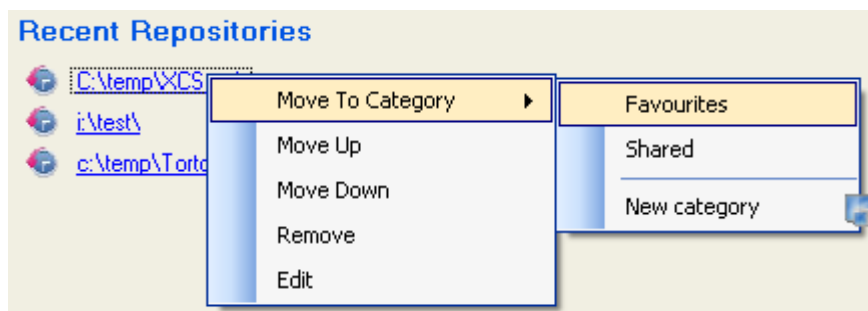 Recent Repositories
C:\temp\XCS
i:\test\
c:\temp\Torto
Move To Category
Move Up
Move Down
Remove
Edit
Favourites
Shared
New category